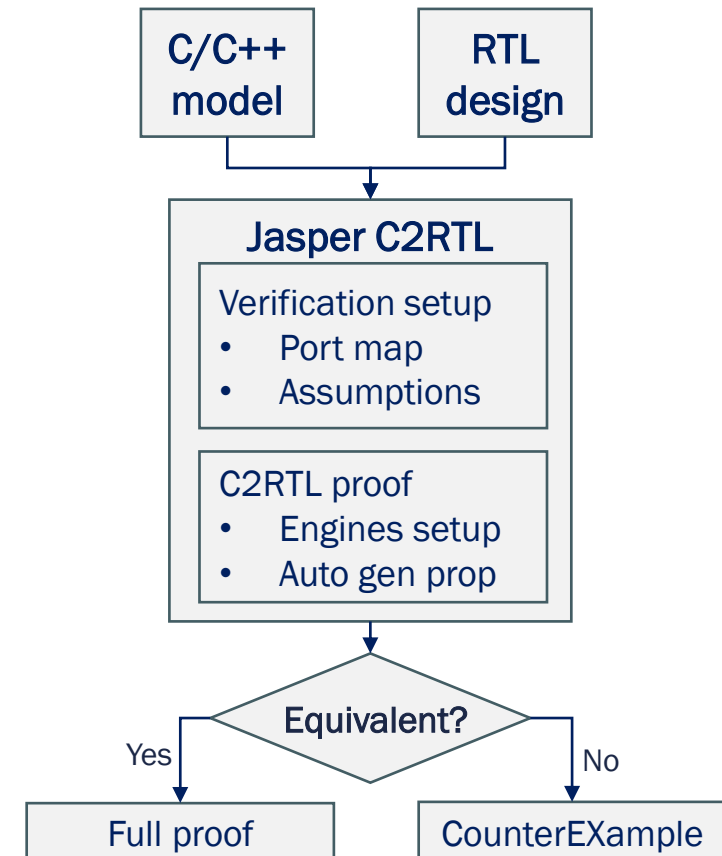 C/C++
model
RTL
design
Jasper C2RTL
Verification setup
• Port map
• Assumptions
C2RTL proof
• Engines setup
• Auto gen prop
Equivalent?
Yes
No
Full proof
CounterEXample